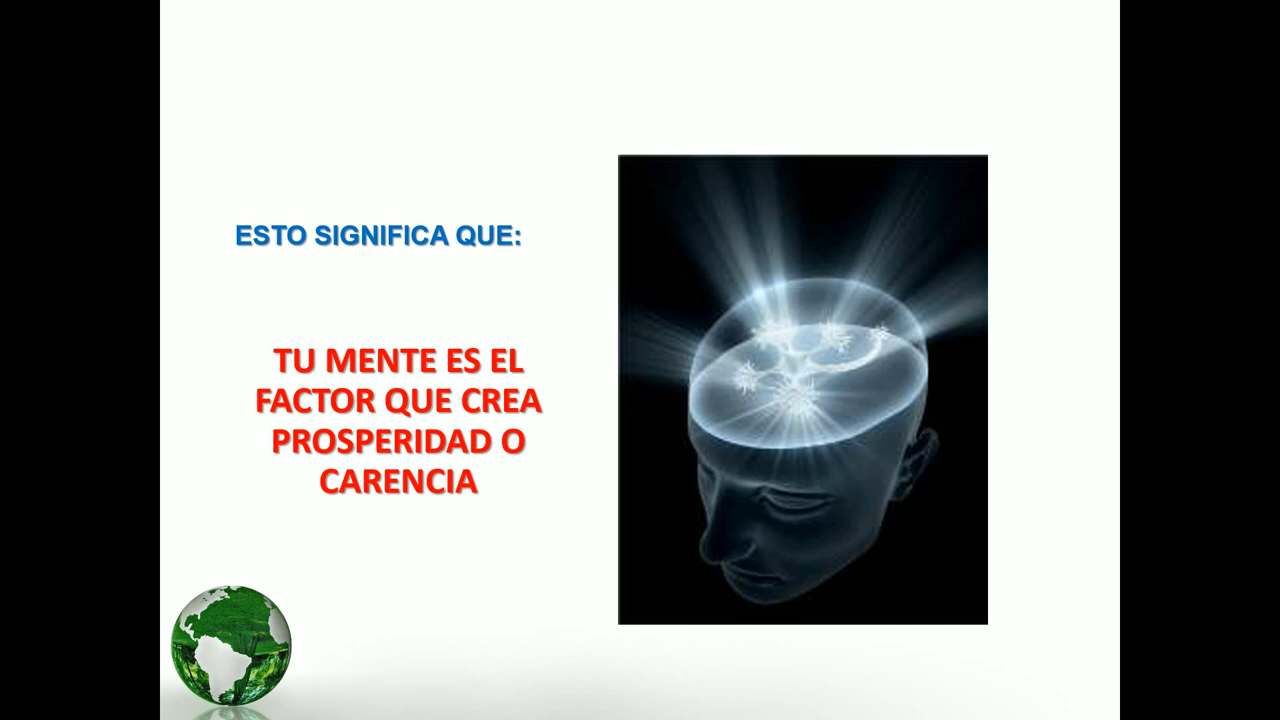 ESTO SIGNIFICA QUE:
TU MENTE ES EL
FACTOR QUE CREA
PROSPERIDAD O
CARENCIA